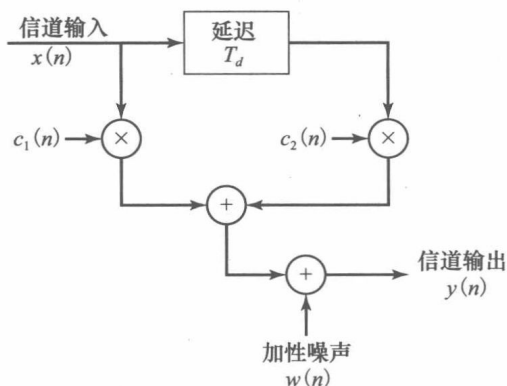 信道输入
x(n)
延迟
T_d
c_1(n)
×
c_2(n)
×
+
+
信道输出
y(n)
加性噪声
w(n)